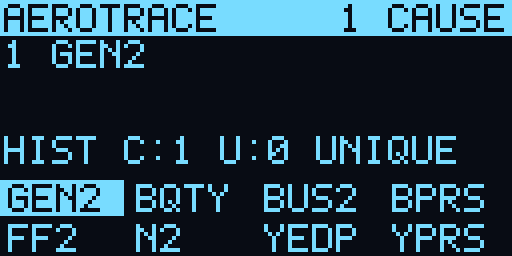 AEROTRACE 1 CAUSE
1 GEN2
HIST C:1 U:0 UNIQUE
GEN2 BQTY BUS2 BPRS
FF2 N2 YEDP YPRS